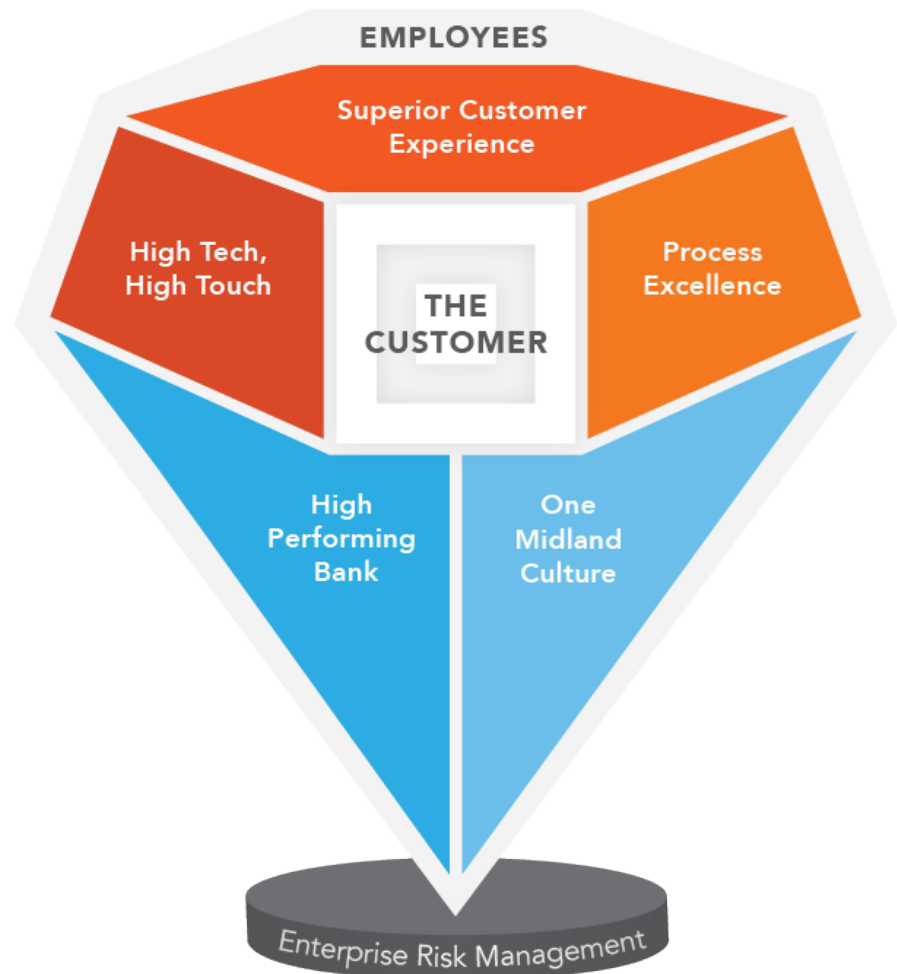 EMPLOYEES
Superior Customer
Experience
High Tech,
High Touch
Process
Excellence
THE
CUSTOMER
High
Performing
Bank
One
Midland
Culture
Enterprise Risk Management